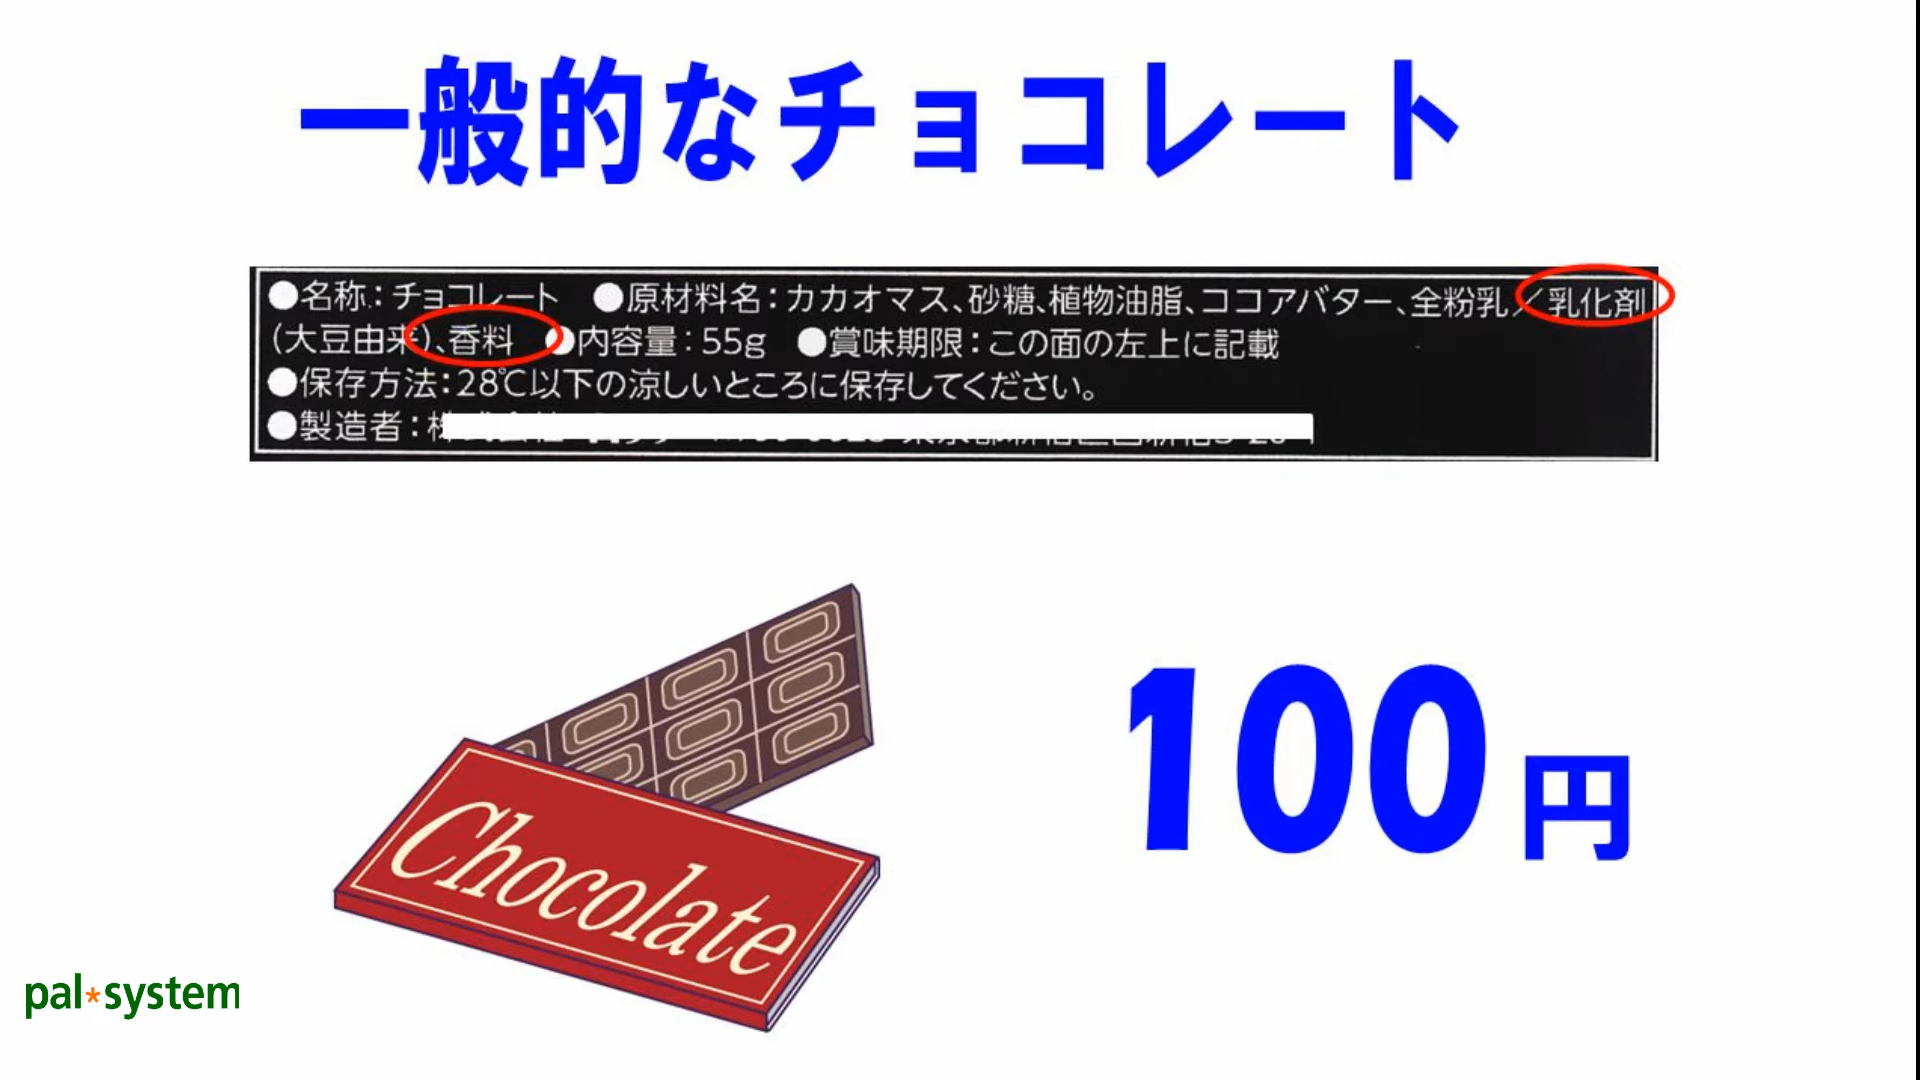 一般的なチョコレート
●名称:チョコレート ●原材料名:カカオマス、砂糖、植物油脂、ココアバター、全粉乳/乳化剤
(大豆由来)、香料 ●内容量:55g ●賞味期限:この面の左上に記載
●保存方法:28℃以下の涼しいところに保存してください。
●製造者:
Chocolate
100円
pal*system